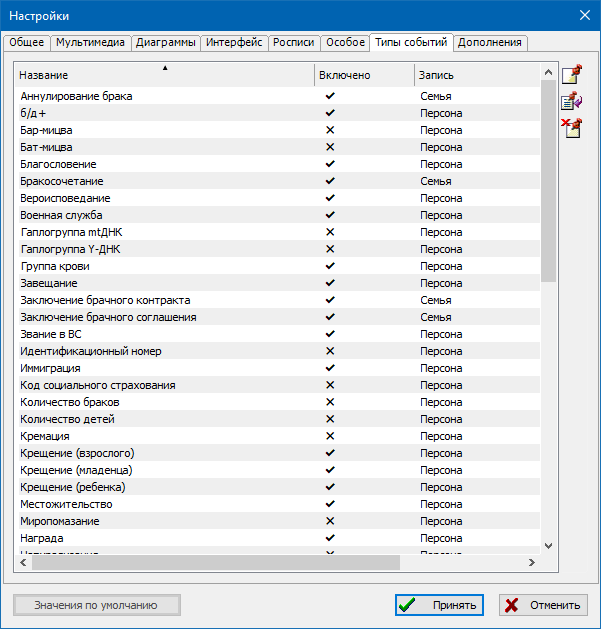 Настройки
Общее Мультимедиа Диаграммы Интерфейс Росписи Особое Типы событий Дополнения
Название Включено Запись
Аннулирование брака Семья
б/д+ Персона
Бар-мицва Персона
Бат-мицва Персона
Благословение Персона
Бракосочетание Семья
Вероисповедание Персона
Военная служба Персона
Гаплогруппа mtДНК Персона
Гаплогруппа Y-ДНК Персона
Группа крови Персона
Завещание Персона
Заключение брачного контракта Семья
Заключение брачного соглашения Семья
Звание в ВС Персона
Идентификационный номер Персона
Иммиграция Персона
Код социального страхования Персона
Количество браков Персона
Количество детей Персона
Кремация Персона
Крещение (взрослого) Персона
Крещение (младенца) Персона
Крещение (ребенка) Персона
Местожительство Персона
Миропомазание Персона
Награда Персона
Значения по умолчанию Принять Отменить